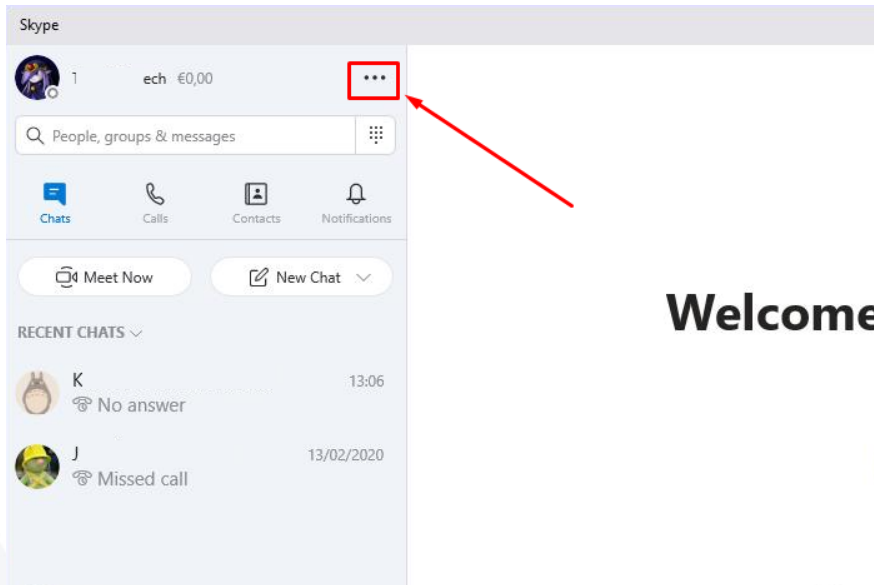 Skype
ech €0,00
People, groups & messages
Chats Calls Contacts Notifications
Meet Now New Chat
RECENT CHATS
K 13:06
No answer
Welcome
J 13/02/2020
Missed call